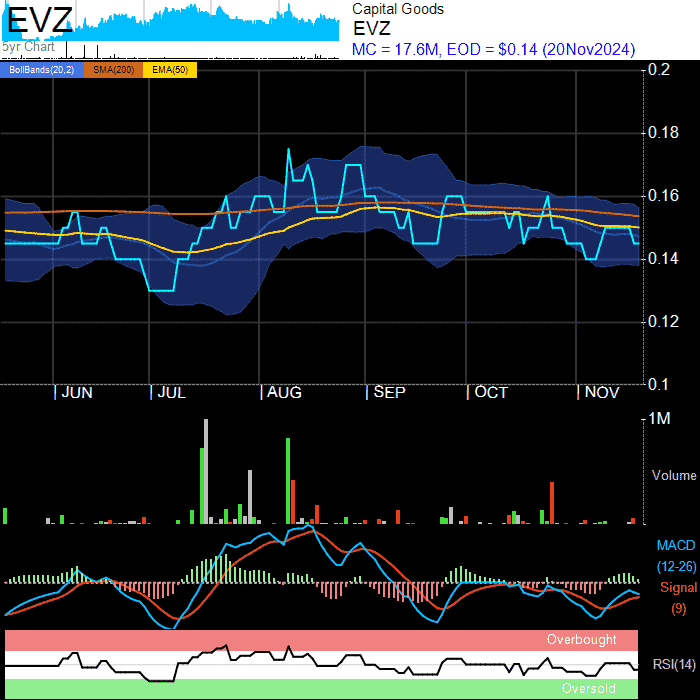 EVZ
5yr Chart
Capital Goods
EVZ
MC = 17.6M, EOD = $0.14 (20Nov2024)
BollBands(20,2) SMA(200) EMA(50)
0.2
0.18
0.16
0.14
0.12
0.1
JUN JUL AUG SEP OCT NOV
1M
Volume
MACD
(12-26)
Signal
(9)
Overbought
RSI(14)
Oversold